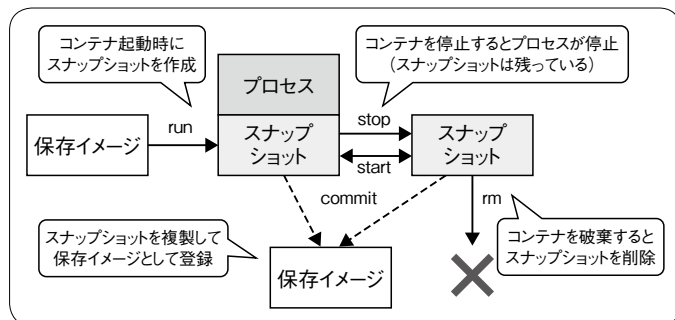 コンテナ起動時に
スナップショットを作成
コンテナを停止するとプロセスが停止
（スナップショットは残っている）
プロセス
保存イメージ
run
スナップ
ショット
stop
start
スナップ
ショット
commit
rm
スナップショットを複製して
保存イメージとして登録
保存イメージ
コンテナを破棄すると
スナップショットを削除